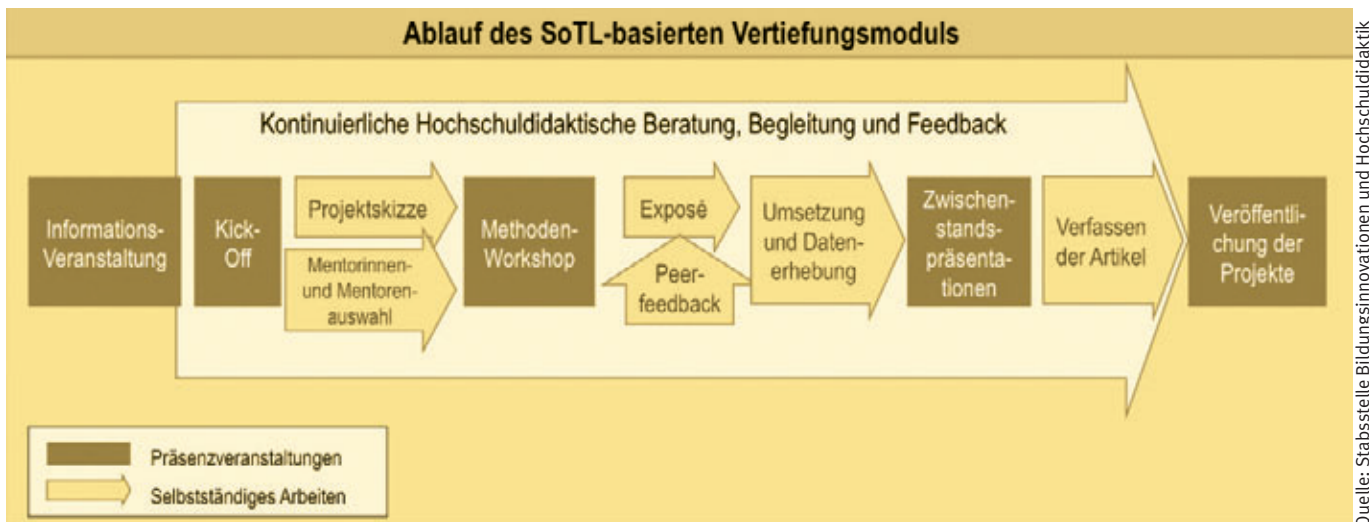 Ablauf des SoTL-basierten Vertiefungsmoduls
Kontinuierliche Hochschuldidaktische Beratung, Begleitung und Feedback
Informations-
Veranstaltung
Kick-
Off
Projektskizze
Mentorinnen-
und Mentoren-
auswahl
Methoden-
Workshop
Exposé
Peer-
feedback
Umsetzung
und Daten-
erhebung
Zwischen-
stands-
präsenta-
tionen
Verfassen
der Artikel
Veröffentli-
chung der
Projekte
Präsenzveranstaltungen
Selbstständiges Arbeiten
Quelle: Stabsstelle Bildungsinnovationen und Hochschuldidaktik